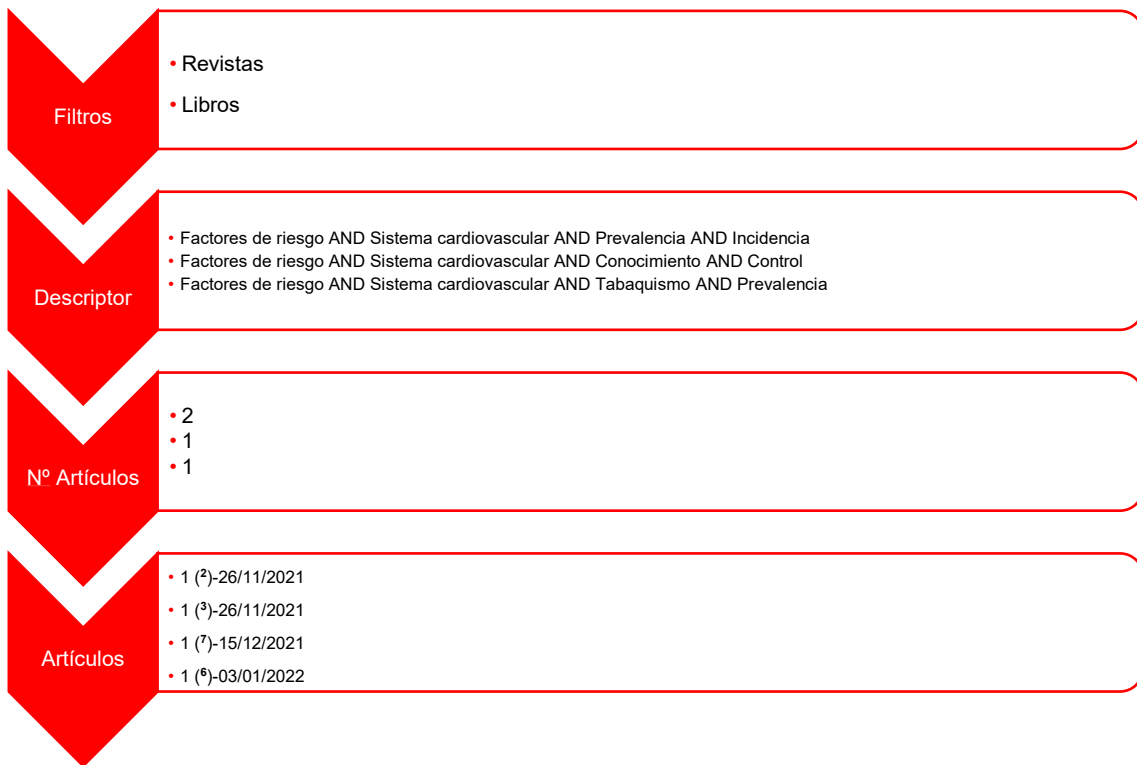 Filtros
• Revistas
• Libros
Descriptor
• Factores de riesgo AND Sistema cardiovascular AND Prevalencia AND Incidencia
• Factores de riesgo AND Sistema cardiovascular AND Conocimiento AND Control
• Factores de riesgo AND Sistema cardiovascular AND Tabaquismo AND Prevalencia
Nº Artículos
• 2
• 1
• 1
Artículos
• 1 (²)-26/11/2021
• 1 (³)-26/11/2021
• 1 (⁷)-15/12/2021
• 1 (⁶)-03/01/2022